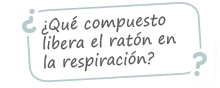 ¿Qué compuesto
libera el ratón en
la respiración?